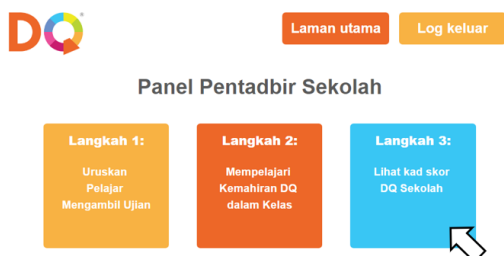 DQ
Laman utama
Log keluar
Panel Pentadbir Sekolah
Langkah 1:
Uruskan
Pelajar
Mengambil Ujian
Langkah 2:
Mempelajari
Kemahiran DQ
dalam Kelas
Langkah 3:
Lihat kad skor
DQ Sekolah